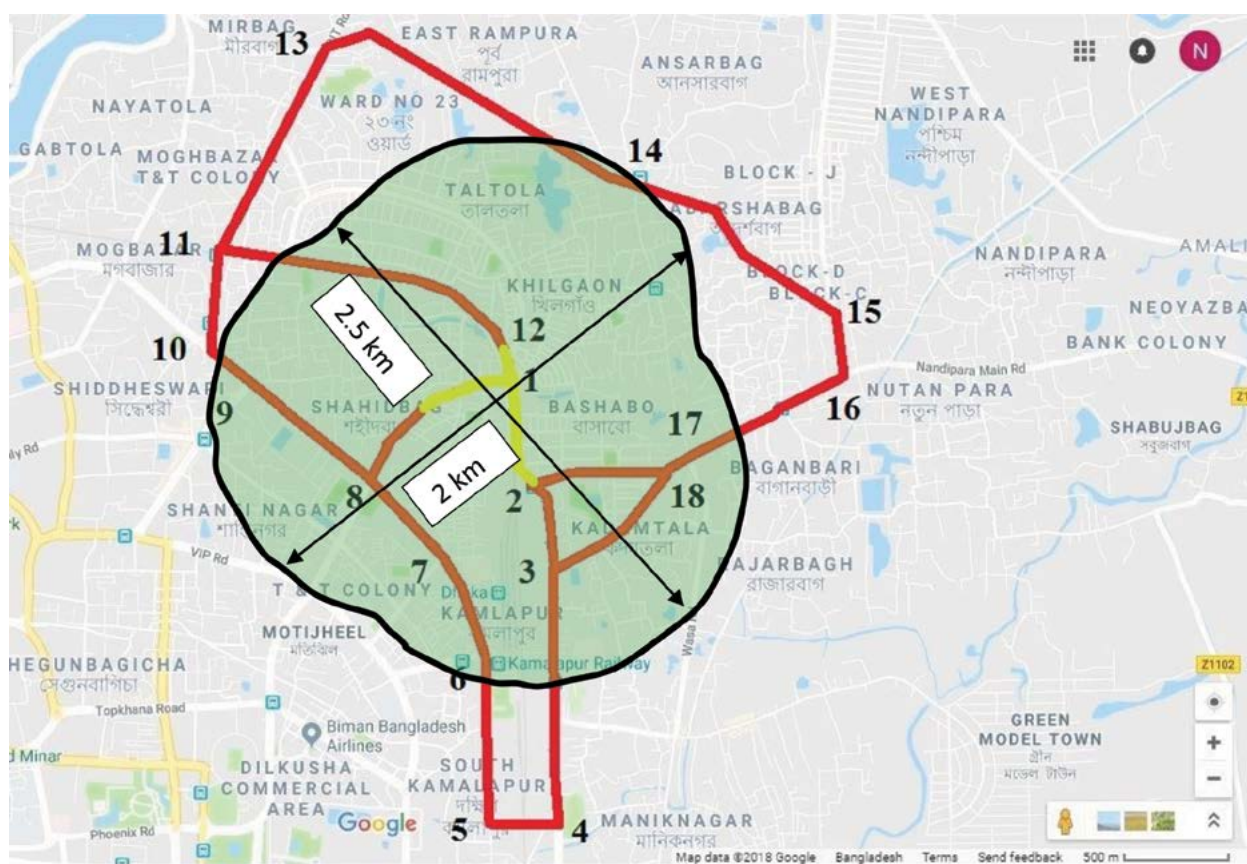 MIRBAG
মীরবাগ
13
EAST RAMPURA
পূর্ব
রামপুরা
ANSARBAG
আনসারবাগ
N
NAYATOLA
WARD NO 23
২৩নং
ওয়ার্ড
WEST
NANDIPARA
পশ্চিম
নন্দীপাড়া
GABTOLA
MOGHBAZAR
T&T COLONY
14
BLOCK - J
TALTOLA
তালতলা
11
MOGBAZAR
মগবাজার
NANDIPARA
নন্দীপাড়া
AMALI
BLOCK-D
BLOCK-C
KHILGAON
খিলগাঁও
15
NEOYAZBA
2.5 km
12
BANK COLONY
10
1
Nandipara Main Rd
SHIDDHESWARI
সিদ্ধেশ্বরী
SHAHIDBAG
BASHABO
বাসাবো
16
NUTAN PARA
নতুন পাড়া
Z1
9
17
SHABUJBAG
সবুজবাগ
2 km
BAGANBARI
বাগানবাড়ী
8
2
18
SHANTI NAGAR
VIP Rd
7
3
T & T COLONY
RAJARBAGH
রাজারবাগ
KAMLAPUR
MOTIJHEEL
মতিঝিল
Kamalapur Railway
6
HEGUNBAGICHA
সেগুনবাগিচা
Z1102
Topkhana Road
Biman Bangladesh
Airlines
GREEN
MODEL TOWN
গ্রীন
মডেল টাউন
d Minar
DILKUSHA
COMMERCIAL
AREA
SOUTH
KAMALAPUR
Google
5
4
MANIKNAGAR
মানিকনগর
Phoenix Rd
Map data ©2018 Google Bangladesh Terms Send feedback 500 m